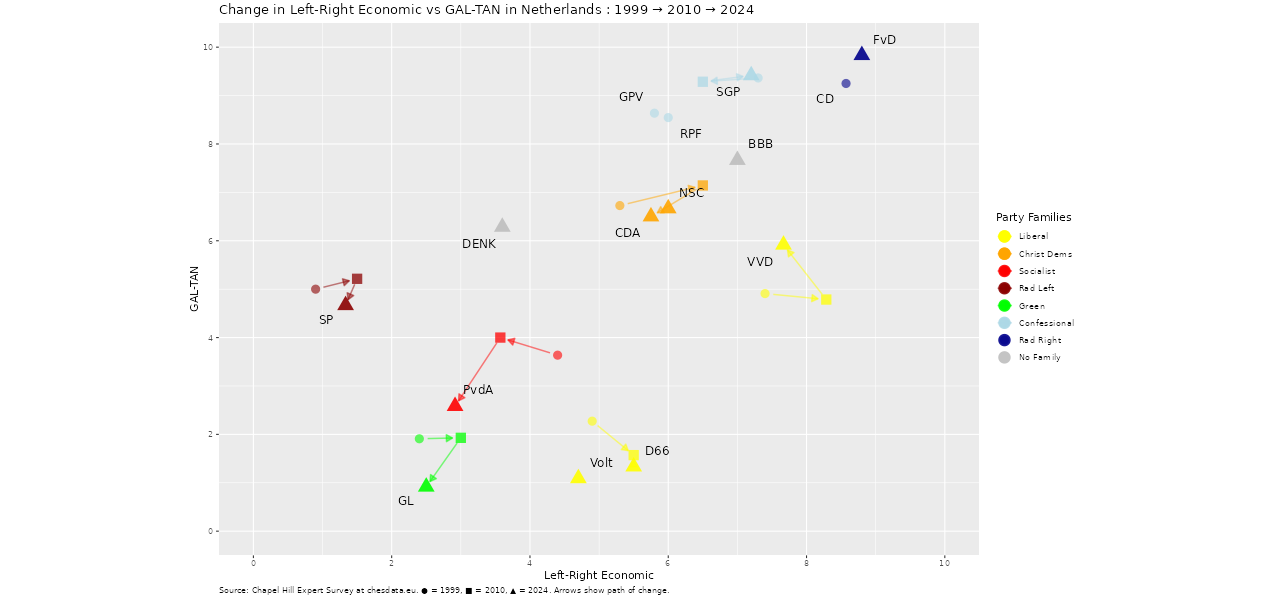 Change in Left-Right Economic vs GAL-TAN in Netherlands : 1999 → 2010 → 2024
FvD
SGP
CD
GPV
RPF
BBB
NSC
CDA
DENK
VVD
SP
PvdA
D66
Volt
GL
10
8
6
4
2
0
GAL-TAN
0
2
4
6
8
10
Left-Right Economic
Party Families
Liberal
Christ Dems
Socialist
Rad Left
Green
Confessional
Rad Right
No Family
Source: Chapel Hill Expert Survey at chesdata.eu. ● = 1999, ■ = 2010, ▲ = 2024. Arrows show path of change.